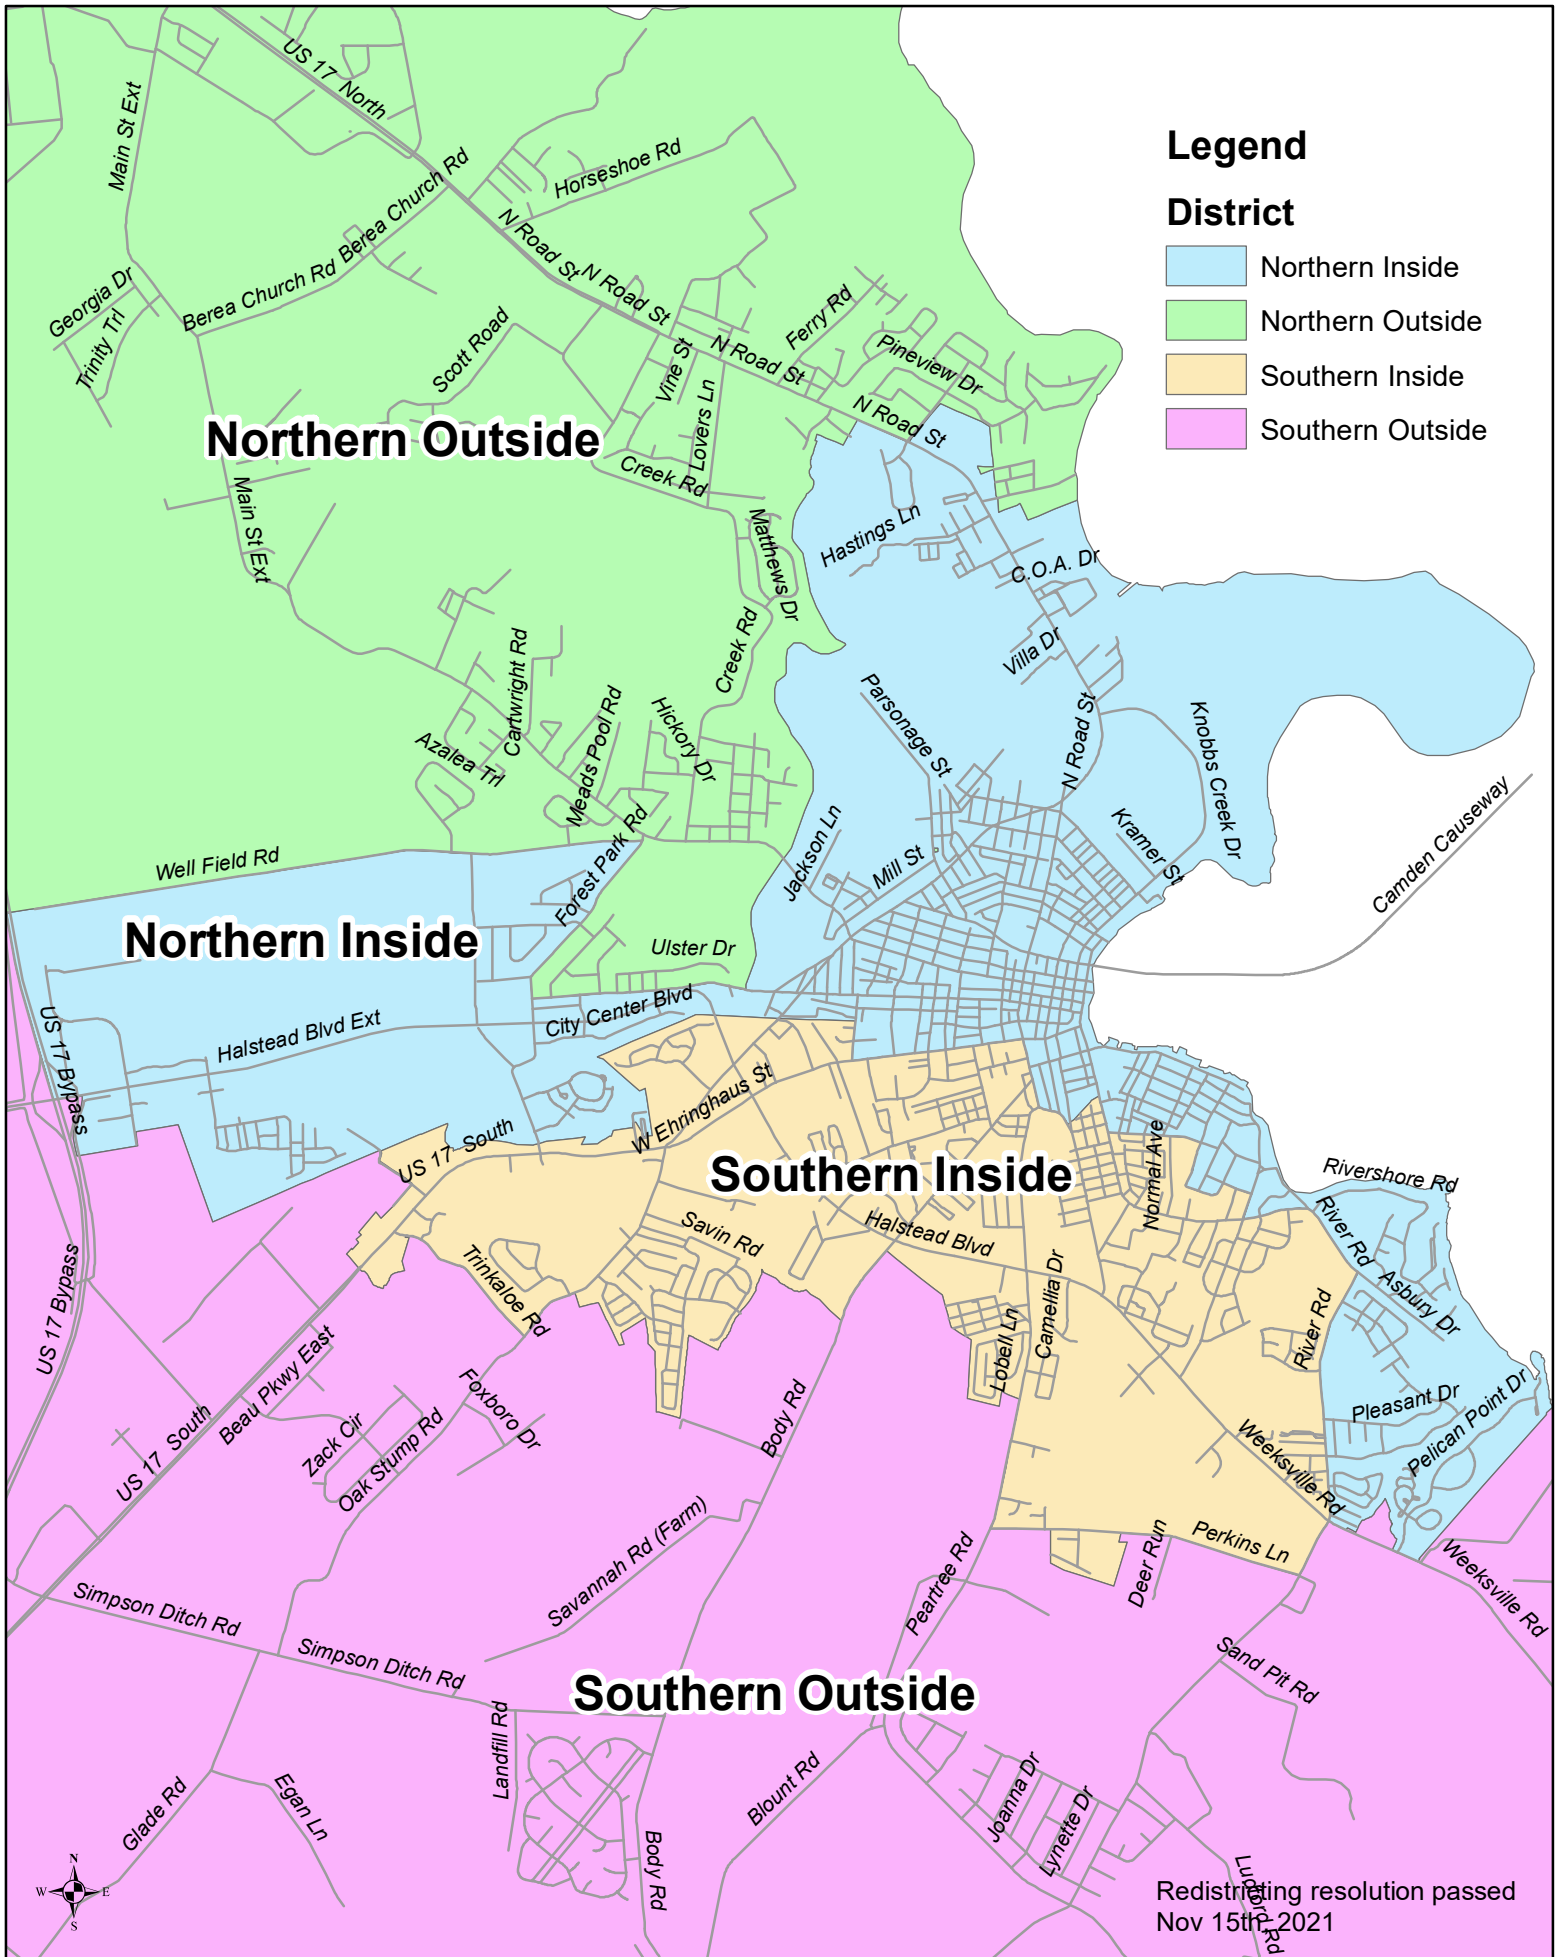 US 17 North
Main St Ext
Legend
Horseshoe Rd
Berea Church Rd
District
N Road St
Northern Inside
Georgia Dr
Berea Church Rd
N Road St
Ferry Rd
Northern Outside
Trinity Trl
Scott Road
Vine St
N Road St
Pineview Dr
Southern Inside
Lovers Ln
N Road St
Southern Outside
Northern Outside
Creek Rd
Main St Ext
Matthews Dr
Hastings Ln
C.O.A. Dr
Cartwright Rd
Creek Rd
Villa Dr
Azalea Trl
Meads Pool Rd
Hickory Dr
Parsonage St
N Road St
Knobbs Creek Dr
Well Field Rd
Forest Park Rd
Jackson Ln
Mill St
Kramer St
Camden Causeway
Northern Inside
Ulster Dr
US 17 Bypass
Halstead Blvd Ext
City Center Blvd
W Ehringhaus St
US 17 South
Southern Inside
Normal Ave
Rivershore Rd
US 17 Bypass
Trinkaloe Rd
Savin Rd
Halstead Blvd
River Rd
Camellia Dr
Asbury Dr
River Rd
Beau Pkwy East
Lobell Ln
Foxboro Dr
Body Rd
Pleasant Dr
Pelican Point Dr
US 17 South
Zack Cir
Oak Stump Rd
Weeksville Rd
Savannah Rd (Farm)
Peartree Rd
Deer Run
Perkins Ln
Weeksville Rd
Simpson Ditch Rd
Simpson Ditch Rd
Sand Pit Rd
Southern Outside
Landfill Rd
Glade Rd
Egan Ln
Blount Rd
Joanna Dr
Lynette Dr
Body Rd
Ludford Rd
N
W E
S
Redistricting resolution passed
Nov 15th, 2021